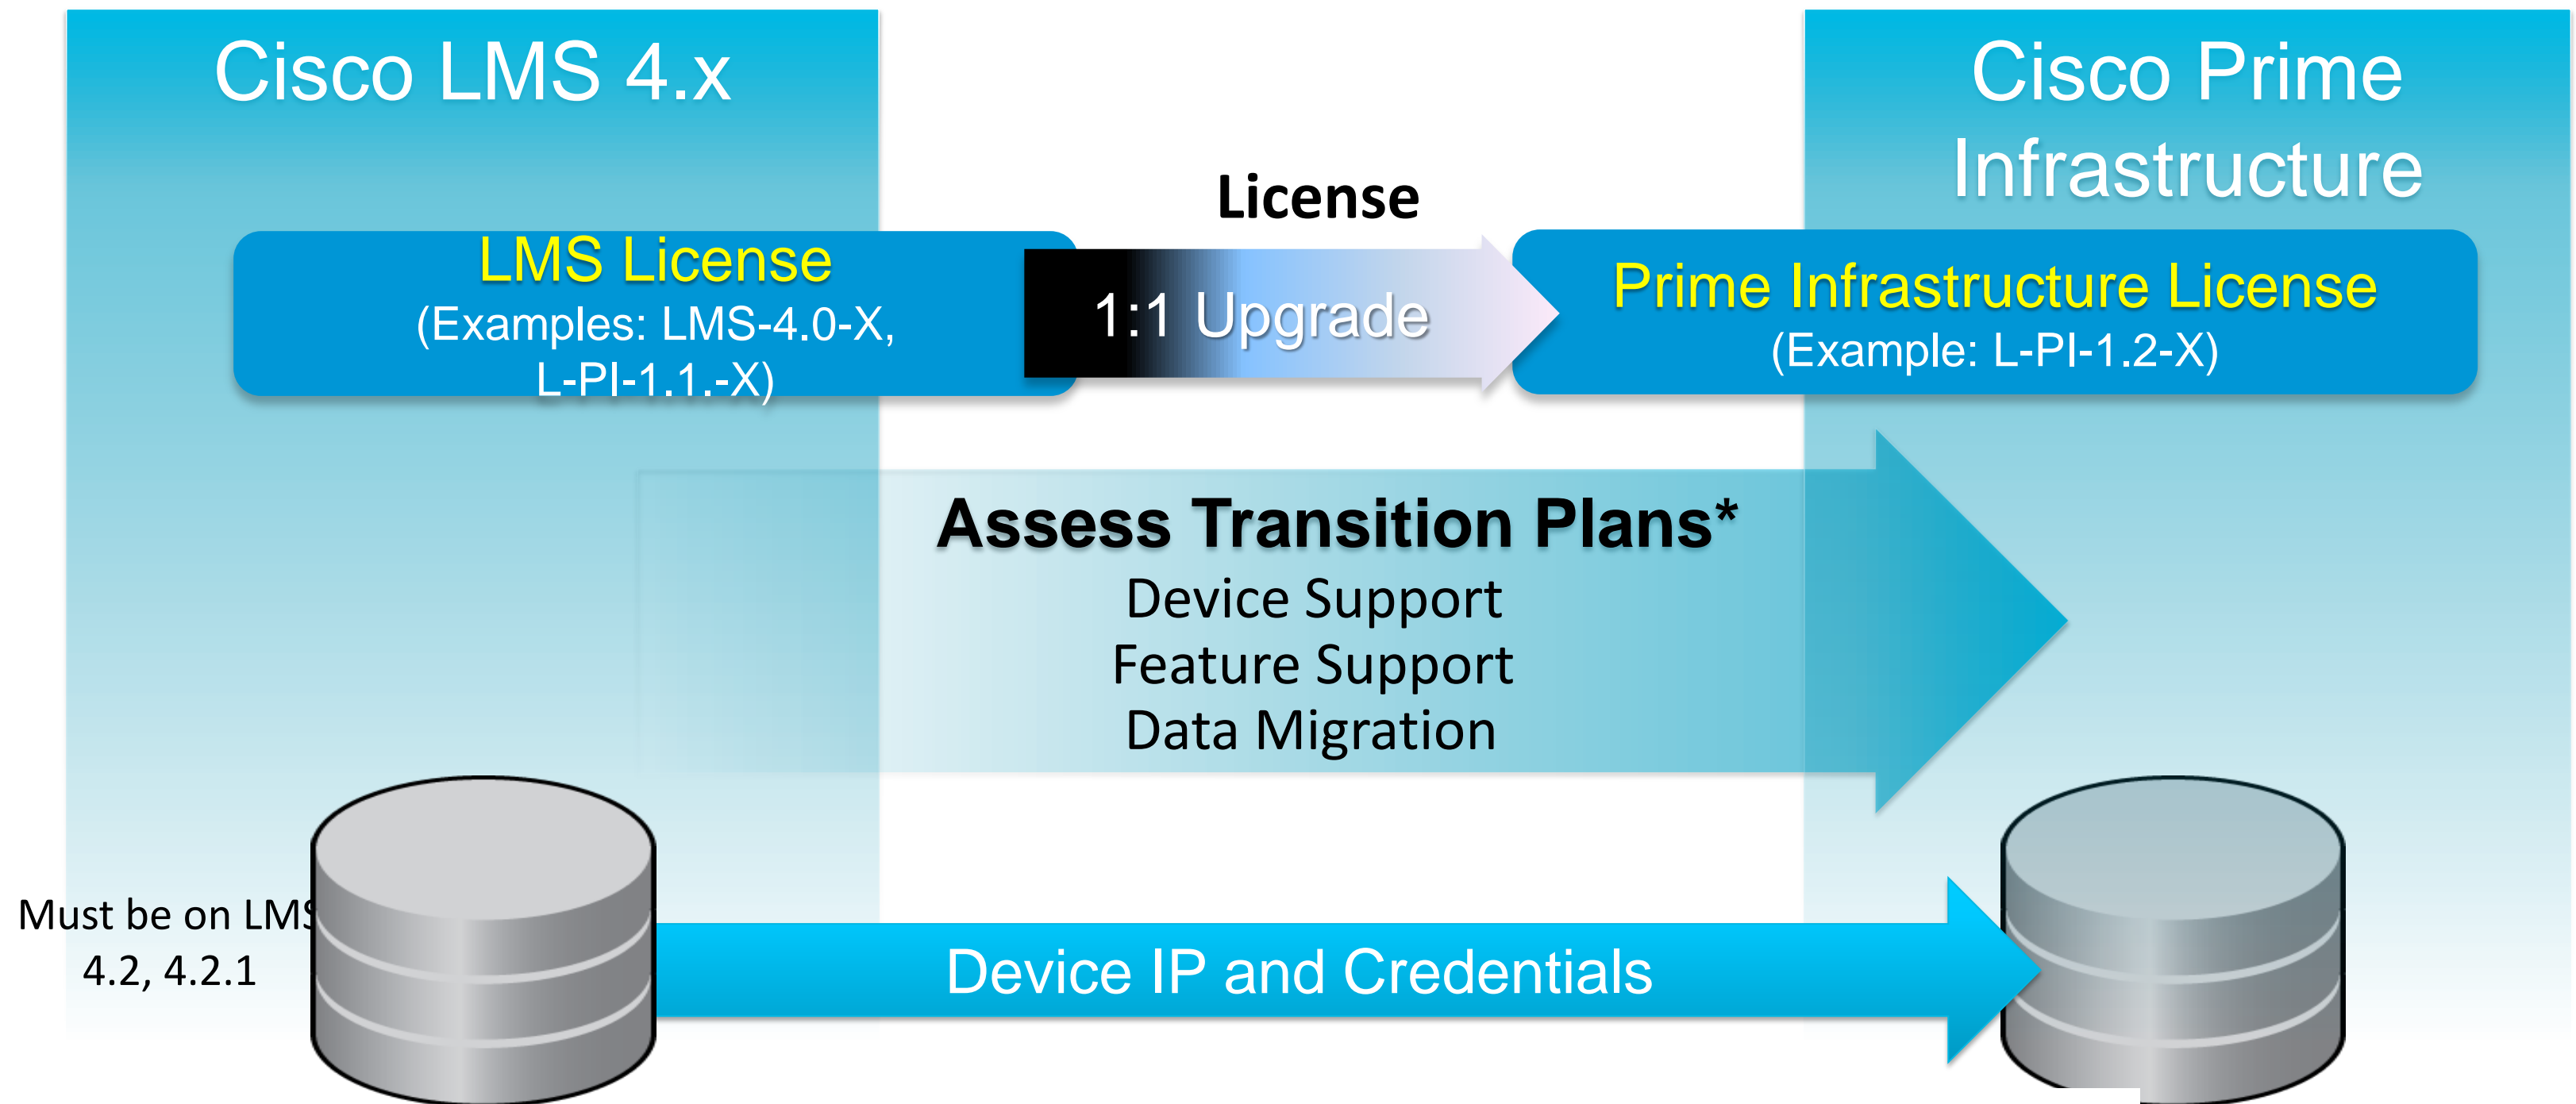 Cisco LMS 4.x
Cisco Prime
Infrastructure
License
LMS License
(Examples: LMS-4.0-X,
L-PI-1.1.-X)
1:1 Upgrade
Prime Infrastructure License
(Example: L-PI-1.2-X)
Assess Transition Plans*
Device Support
Feature Support
Data Migration
Must be on LMS
4.2, 4.2.1
Device IP and Credentials